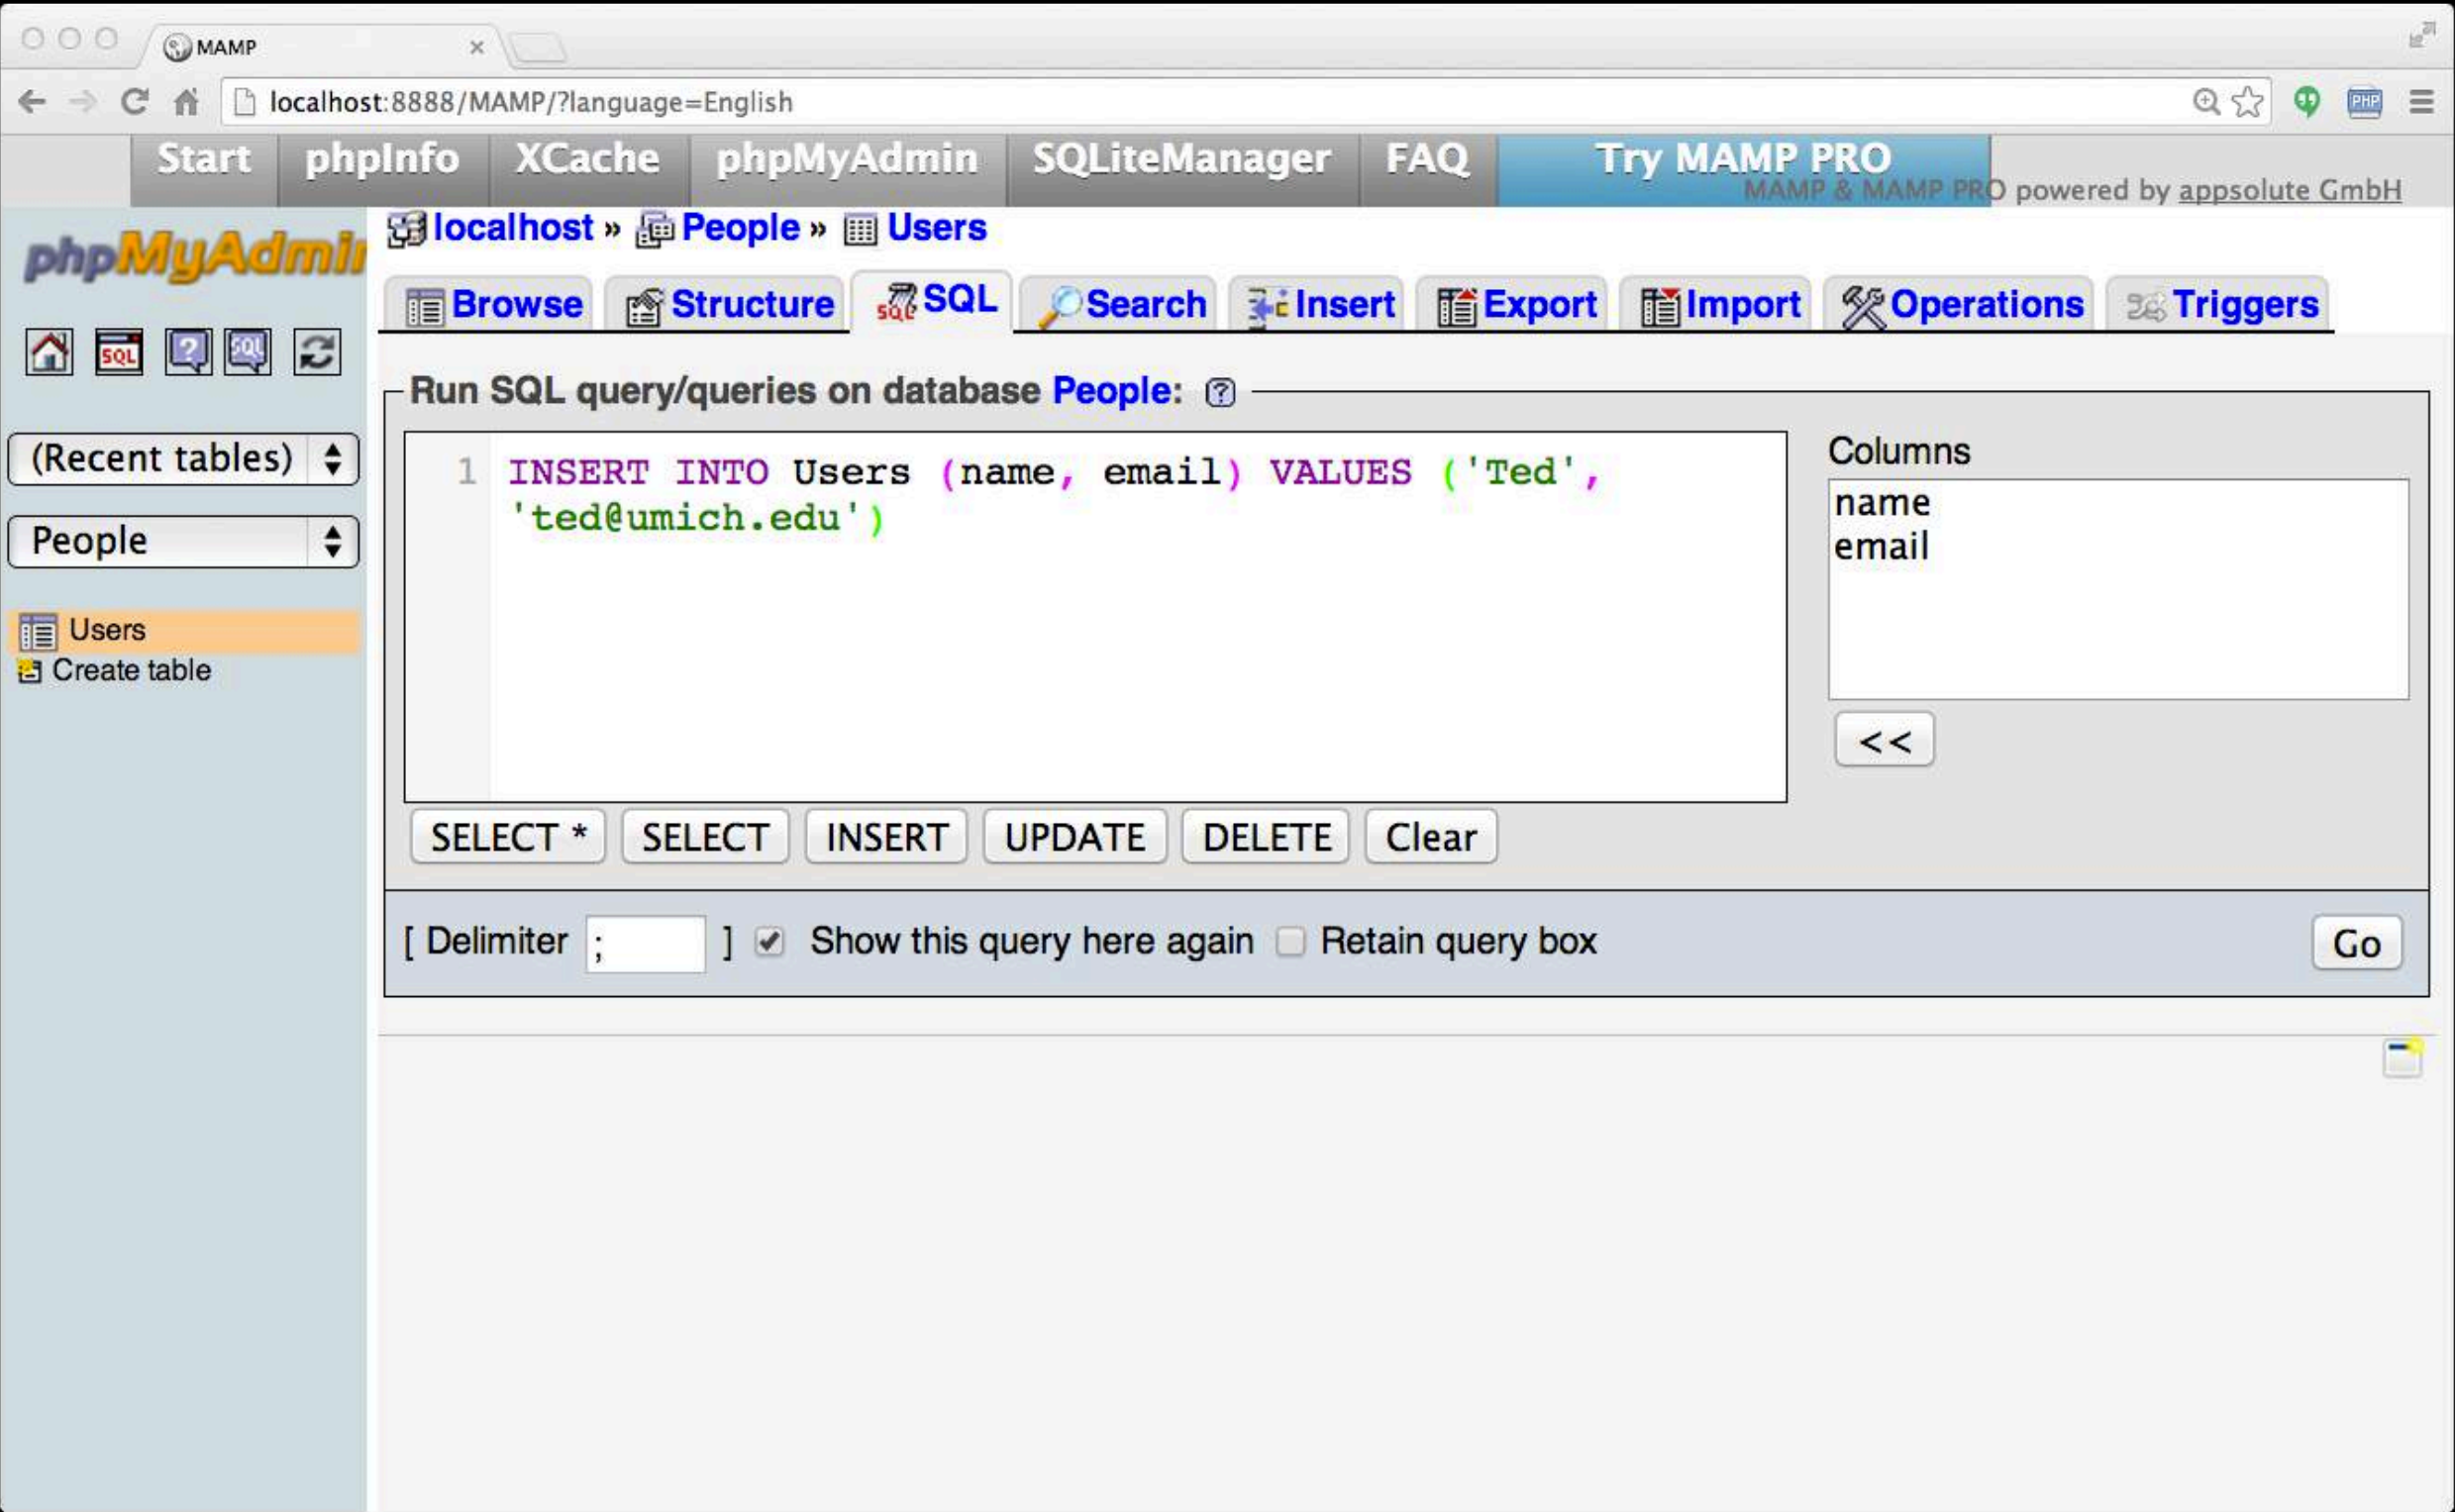 MAMP
localhost:8888/MAMP/?language=English
PHP
Start phpInfo XCache phpMyAdmin SQLiteManager FAQ Try MAMP PRO
MAMP & MAMP PRO powered by appsolute GmbH
phpMyAdmin
localhost » People » Users
Browse Structure SQL Search Insert Export Import Operations Triggers
SQL ? SQL
Run SQL query/queries on database People: ?
(Recent tables)
People
Users
Create table
1 INSERT INTO Users (name, email) VALUES ('Ted',
'ted@umich.edu')
Columns
name
email
<<
SELECT * SELECT INSERT UPDATE DELETE Clear
[ Delimiter ; ] Show this query here again Retain query box Go